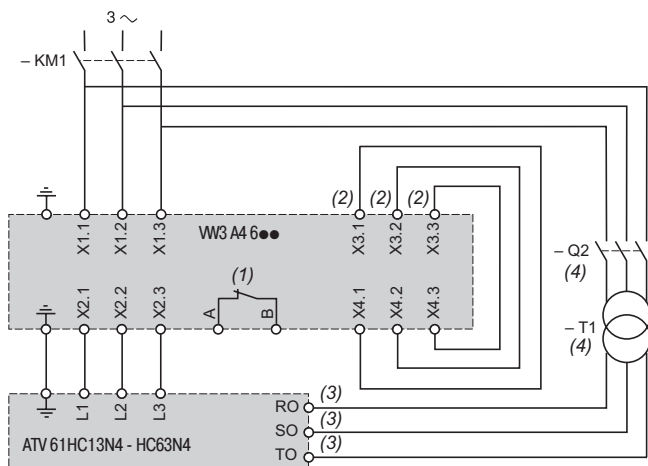 3 ~
– KM1
(2) (2) (2)
X1.1 X1.2 X1.3 X3.1 X3.2 X3.3
VW3 A4 6●●
– Q2
(4)
(1)
X2.1 X2.2 X2.3 A B X4.1 X4.2 X4.3
– T1
(4)
L1 L2 L3
RO (3)
SO (3)
TO (3)
ATV 61HC13N4 - HC63N4